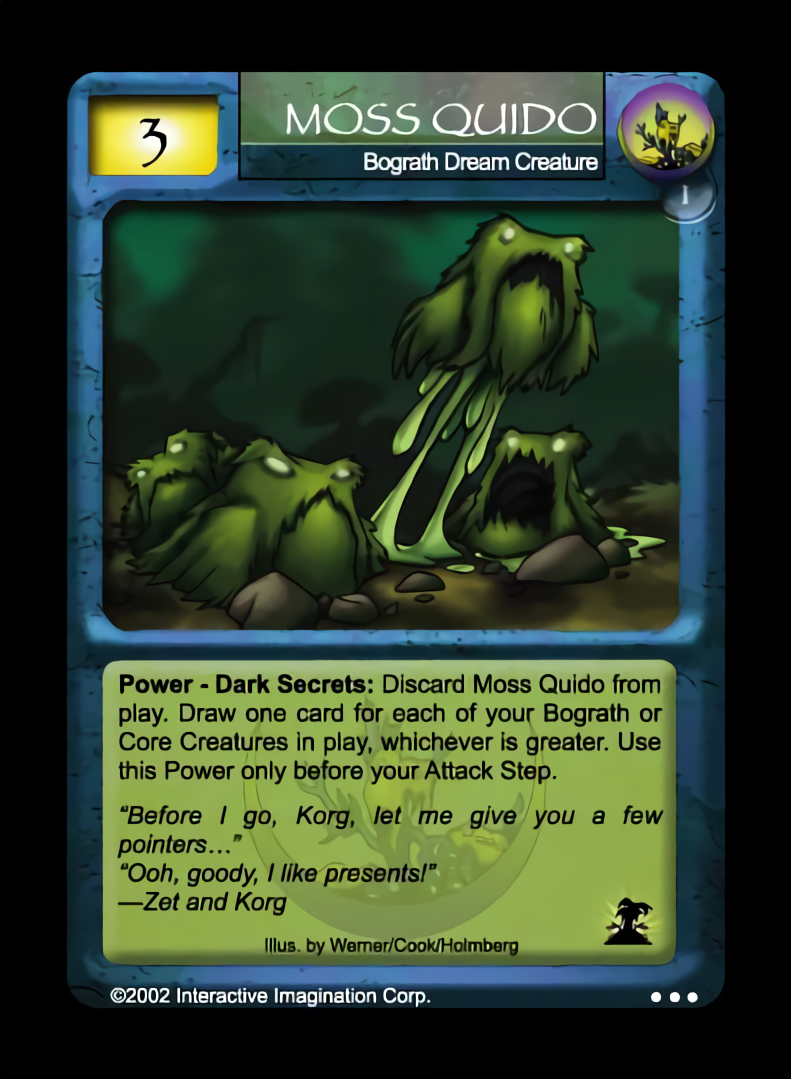 3
MOSS QUIDO
Bograth Dream Creature
1
Power - Dark Secrets: Discard Moss Quido from
play. Draw one card for each of your Bograth or
Core Creatures in play, whichever is greater. Use
this Power only before your Attack Step.
“Before I go, Korg, let me give you a few
pointers…”
“Ooh, goody, I like presents!”
—Zet and Korg
Illus. by Werner/Cook/Holmberg
©2002 Interactive Imagination Corp.